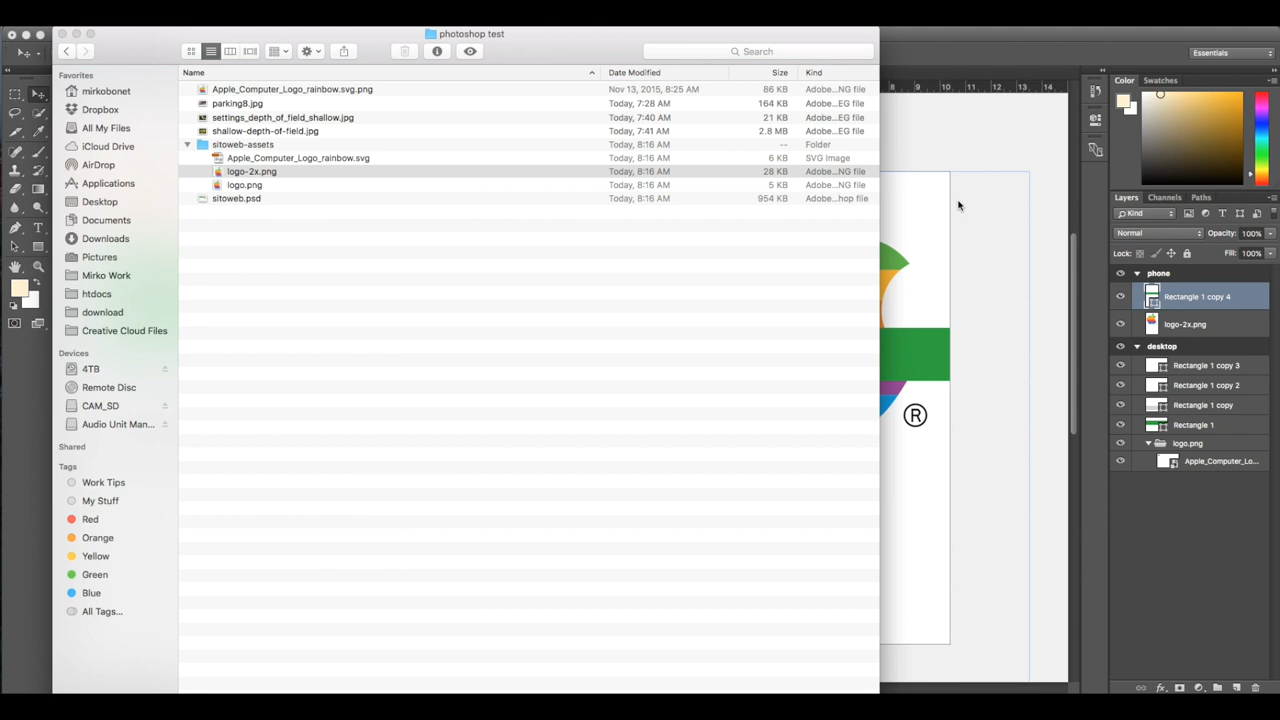 photoshop test
Essentials
Search
Favorites
mirkobonet
Dropbox
All My Files
iCloud Drive
AirDrop
Applications
Desktop
Documents
Downloads
Pictures
Mirko Work
htdocs
download
Creative Cloud Files
Devices
4TB
Remote Disc
CAM_SD
Audio Unit Man...
Shared
Tags
Work Tips
My Stuff
Red
Orange
Yellow
Green
Blue
All Tags...
Name Date Modified Size Kind
Apple_Computer_Logo_rainbow.svg.png Nov 13, 2015, 8:25 AM 86 KB Adobe...NG file
parking8.jpg Today, 7:28 AM 164 KB Adobe...EG file
settings_depth_of_field_shallow.jpg Today, 7:40 AM 21 KB Adobe...EG file
shallow-depth-of-field.jpg Today, 7:41 AM 2.8 MB Adobe...EG file
sitoweb-assets Today, 8:16 AM -- Folder
Apple_Computer_Logo_rainbow.svg Today, 8:16 AM 6 KB SVG Image
logo-2x.png Today, 8:16 AM 28 KB Adobe...NG file
logo.png Today, 8:16 AM 5 KB Adobe...NG file
sitoweb.psd Today, 8:16 AM 954 KB Adobe...hop file
8 9 10 11 12 13 14
®
Color Swatches
Layers Channels Paths
Kind
Normal Opacity: 100%
Lock: Fill: 100%
phone
Rectangle 1 copy 4
logo-2x.png
desktop
Rectangle 1 copy 3
Rectangle 1 copy 2
Rectangle 1 copy
Rectangle 1
logo.png
Apple_Computer_Lo...
fx